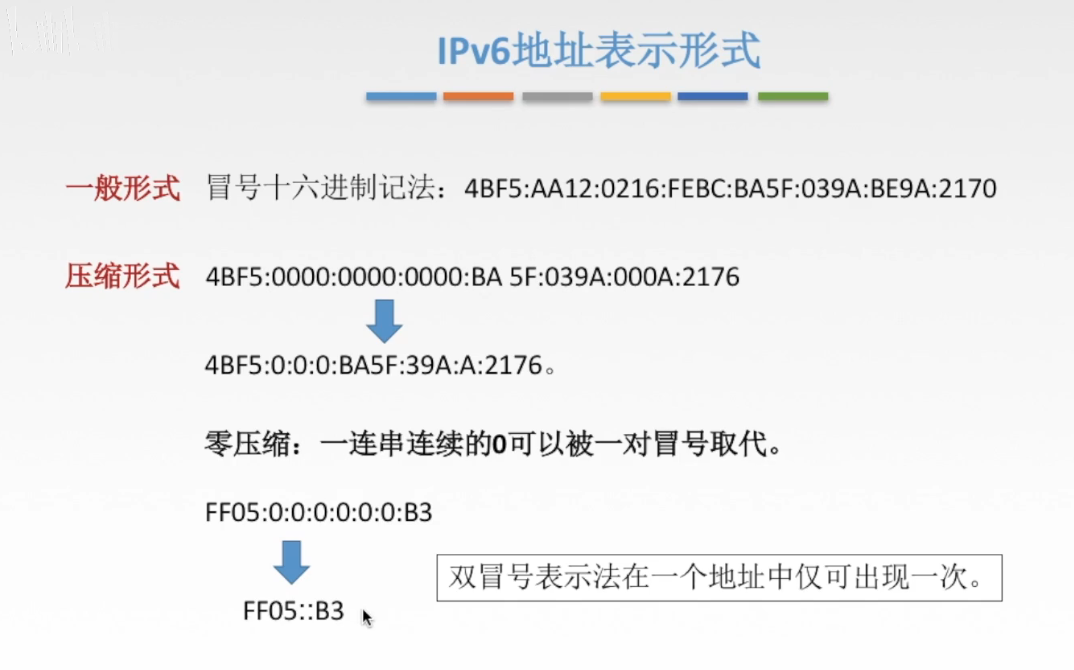 IPv6地址表示形式
一般形式 冒号十六进制记法：4BF5:AA12:0216:FEBC:BA5F:039A:BE9A:2170
压缩形式 4BF5:0000:0000:0000:BA 5F:039A:000A:2176
4BF5:0:0:0:BA5F:39A:A:2176。
零压缩：一连串连续的0可以被一对冒号取代。
FF05:0:0:0:0:0:0:B3
双冒号表示法在一个地址中仅可出现一次。
FF05::B3